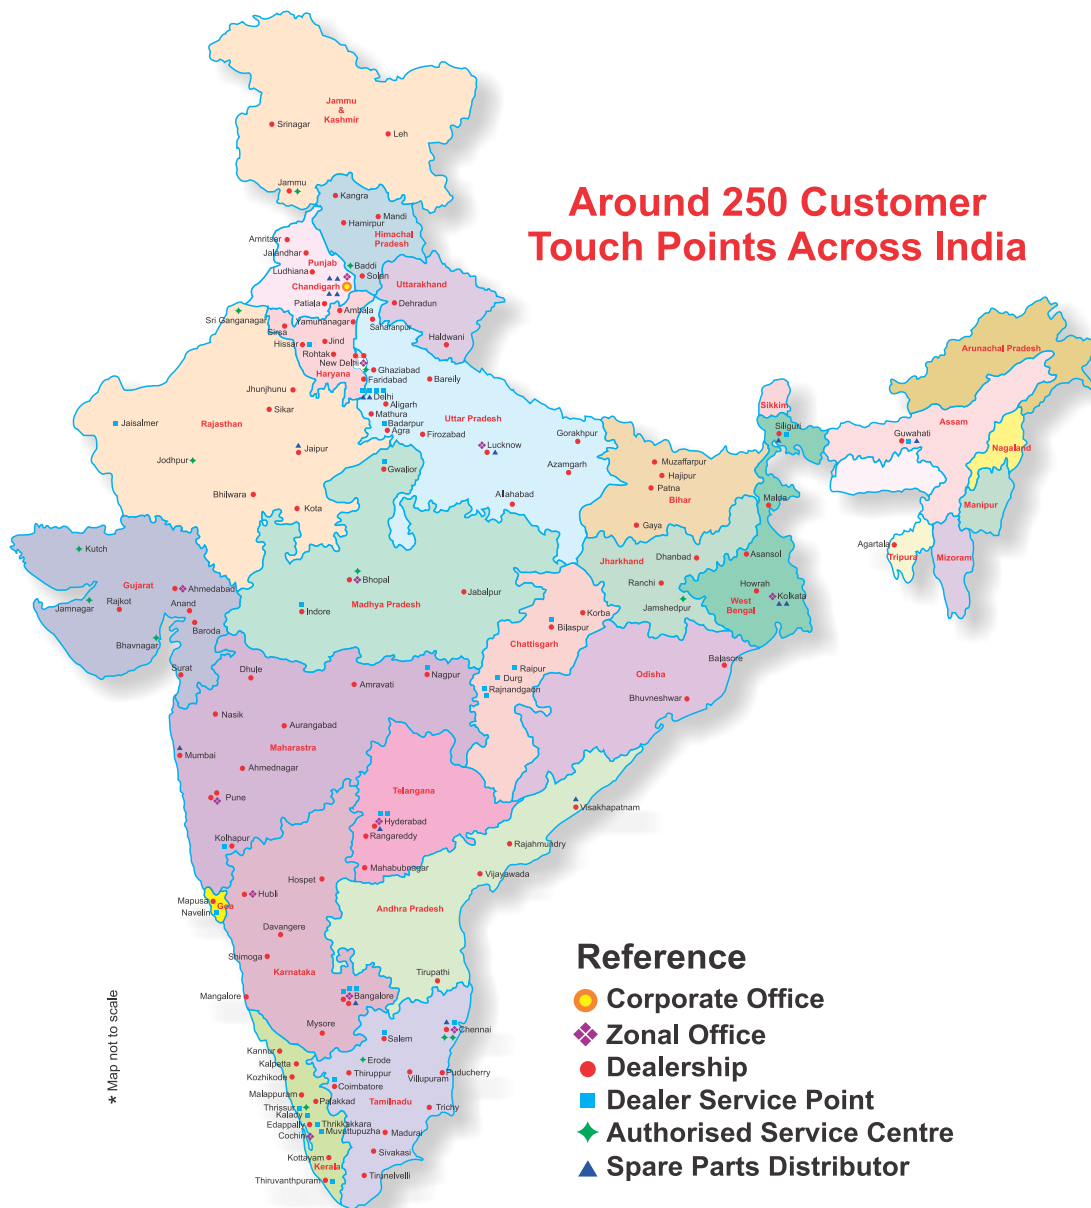 Jammu
&
Kashmir
Srinagar
Leh
Jammu
Kangra
Mandi
Hamirpur
Himachal
Pradesh
Around 250 Customer
Touch Points Across India
Amritsar
Jalandhar
Punjab
Baddi
Ludhiana
Solan
Chandigarh
Uttarakhand
Patiala
Dehradun
Ambala
Sri Ganganagar
Yamunanagar
Saharanpur
Sirsa
Haldwani
Hissar
Jind
Rohtak
New Delhi
Haryana
Ghaziabad
Faridabad
Bareily
Jhunjhunu
Delhi
Aligarh
Sikar
Mathura
Rajasthan
Jaisalmer
Badarpur
Agra
Uttar Pradesh
Firozabad
Gorakhpur
Jaipur
Lucknow
Jodhpur
Gwalior
Azamgarh
Bhilwara
Kota
Allahabad
Arunachal Pradesh
Sikkim
Siliguri
Assam
Guwahati
Nagaland
Manipur
Agartala
Tripura
Mizoram
Muzaffarpur
Hajipur
Patna
Bihar
Malda
Gaya
Kutch
Gujarat
Ahmedabad
Jamnagar
Rajkot
Anand
Baroda
Bhavnagar
Surat
Bhopal
Jabalpur
Indore
Madhya Pradesh
Jharkhand
Dhanbad
Asansol
Ranchi
Howrah
Jamshedpur
West
Bengal
Kolkata
Korba
Bilaspur
Chattisgarh
Raipur
Durg
Rajnandgaon
Balasore
Odisha
Bhuvneshwar
Dhule
Amravati
Nagpur
Nasik
Aurangabad
Maharastra
Mumbai
Ahmednagar
Pune
Kolhapur
Telangana
Hyderabad
Rangareddy
Mahabubnagar
Visakhapatnam
Rajahmundry
Vijayawada
Andhra Pradesh
Tirupathi
Hospet
Hubli
Mapusa
Goa
Navelin
Davangere
Shimoga
Karnataka
Mangalore
Bangalore
Mysore
Chennai
Salem
Kannur
Kalpetta
Erode
Kozhikode
Thiruppur
Villupuram
Puducherry
Coimbatore
Malappuram
Palakkad
Tamilnadu
Trichy
Thrissur
Kalady
Edappally
Thrikkakkara
Muvattupuzha
Cochin
Madurai
Kottayam
Sivakasi
Kerala
Thiruvanthpuram
Tirunelvelli
* Map not to scale
Reference
Corporate Office
Zonal Office
Dealership
Dealer Service Point
Authorised Service Centre
Spare Parts Distributor